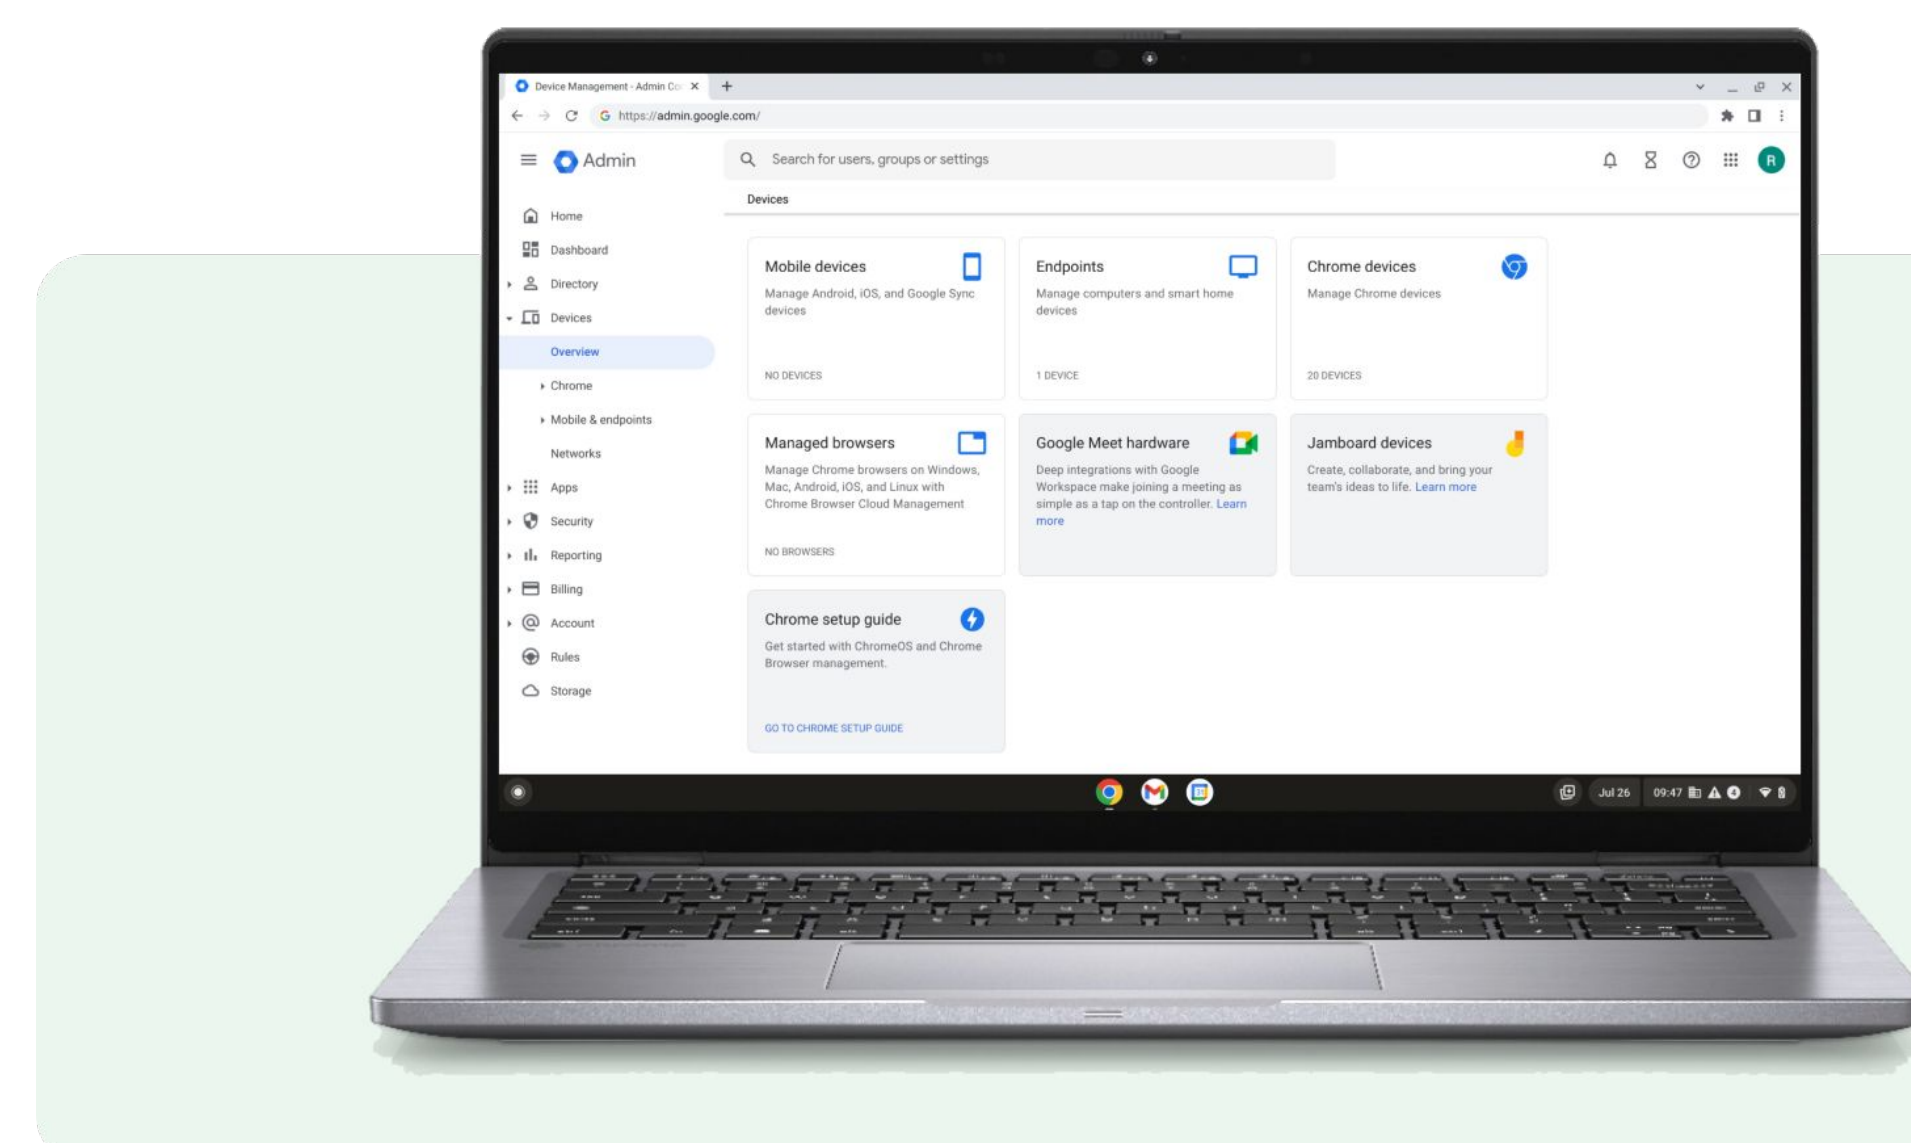 Device Management - Admin Co
https://admin.google.com/
Admin
Search for users, groups or settings
R
Devices
Home
Dashboard
Directory
Devices
Overview
Chrome
Mobile & endpoints
Networks
Apps
Security
Reporting
Billing
Account
Rules
Storage
Mobile devices
Manage Android, iOS, and Google Sync
devices
NO DEVICES
Endpoints
Manage computers and smart home
devices
1 DEVICE
Chrome devices
Manage Chrome devices
20 DEVICES
Managed browsers
Manage Chrome browsers on Windows,
Mac, Android, iOS, and Linux with
Chrome Browser Cloud Management
NO BROWSERS
Google Meet hardware
Deep integrations with Google
Workspace make joining a meeting as
simple as a tap on the controller. Learn
more
Jamboard devices
Create, collaborate, and bring your
team's ideas to life. Learn more
Chrome setup guide
Get started with ChromeOS and Chrome
Browser management.
GO TO CHROME SETUP GUIDE
31
Jul 26
09:47
4